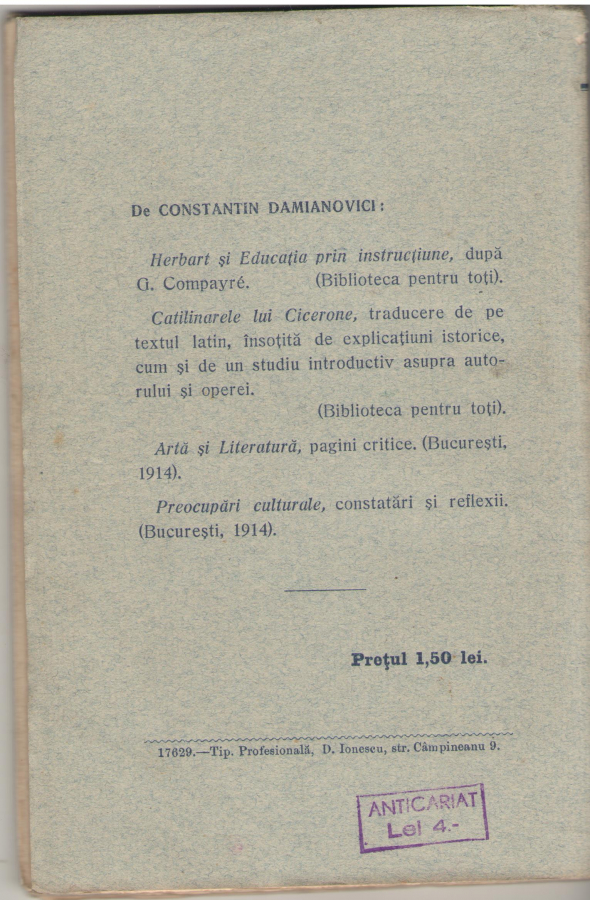 De CONSTANTIN DAMIANOVICI:
Herbart și Educația prin instrucțiune, după
G. Compayré. (Biblioteca pentru toți).
Catilinarele lui Cicerone, traducere de pe
textul latin, însoțită de explicațiuni istorice,
cum și de un studiu introductiv asupra auto-
rului și operei.
(Biblioteca pentru toți).
Artă și Literatură, pagini critice. (București,
1914).
Preocupări culturale, constatări și reflexii.
(București, 1914).
Prețul 1,50 lei.
17629.—Tip. Profesională, D. Ionescu, str. Câmpineanu 9.
ANTICARIAT
Lei 4.-